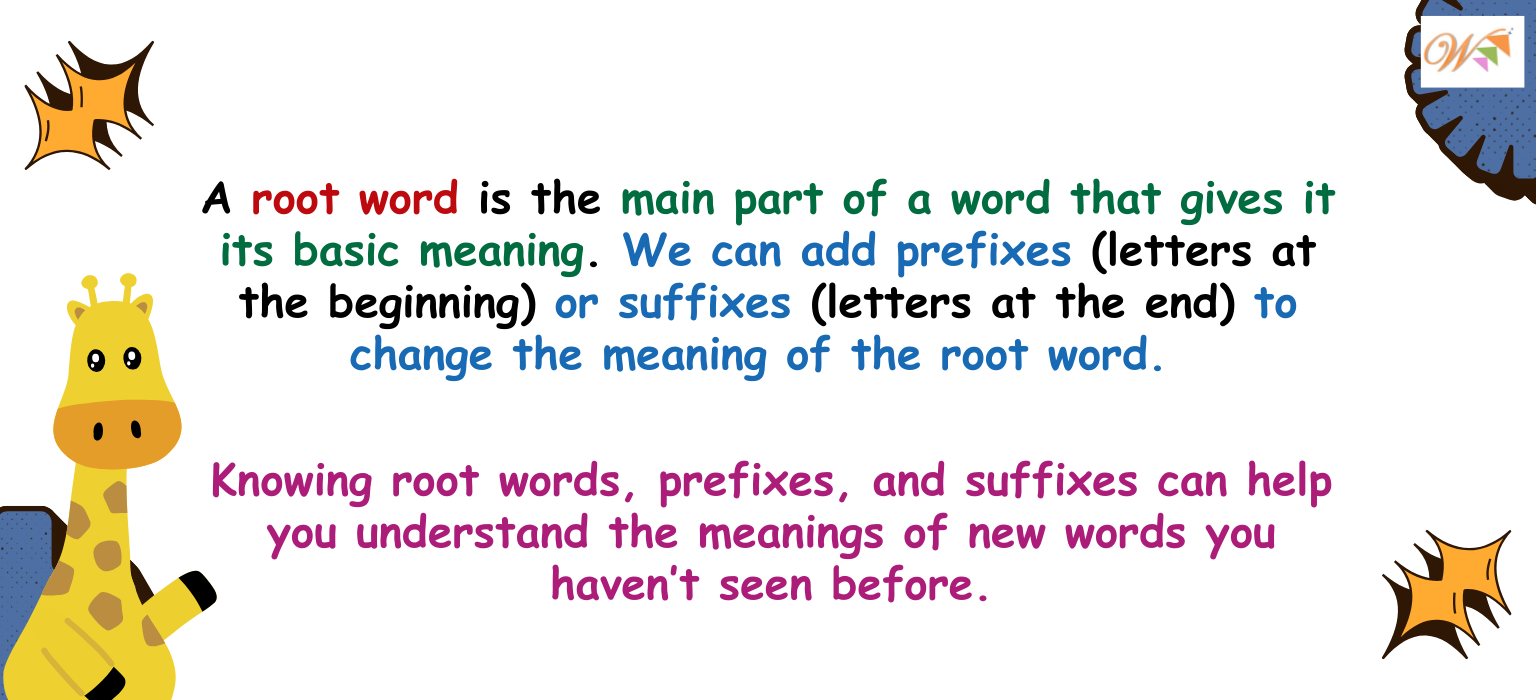 W
A root word is the main part of a word that gives it
its basic meaning. We can add prefixes (letters at
the beginning) or suffixes (letters at the end) to
change the meaning of the root word.
Knowing root words, prefixes, and suffixes can help
you understand the meanings of new words you
haven't seen before.